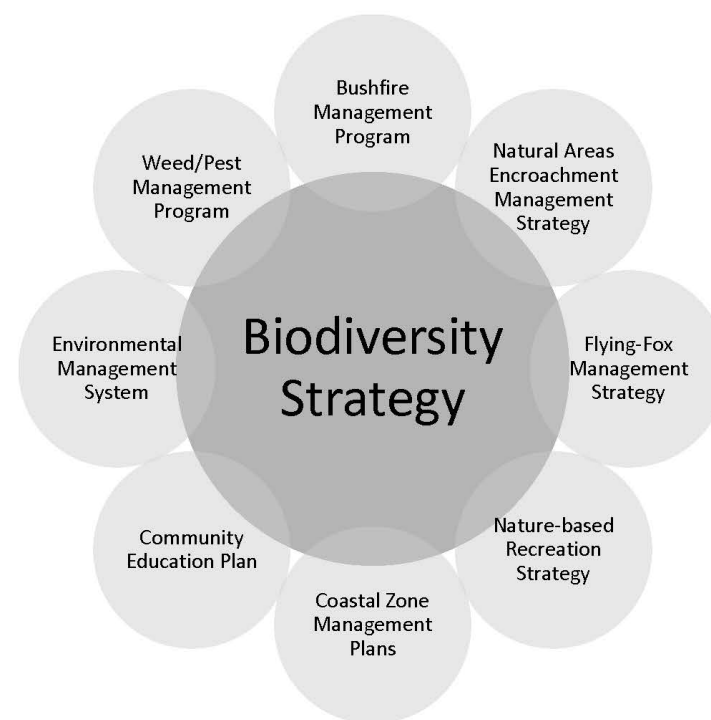 Bushfire
Management
Program
Natural Areas
Encroachment
Management
Strategy
Flying-Fox
Management
Strategy
Nature-based
Recreation
Strategy
Coastal Zone
Management
Plans
Community
Education Plan
Environmental
Management
System
Weed/Pest
Management
Program
Biodiversity
Strategy